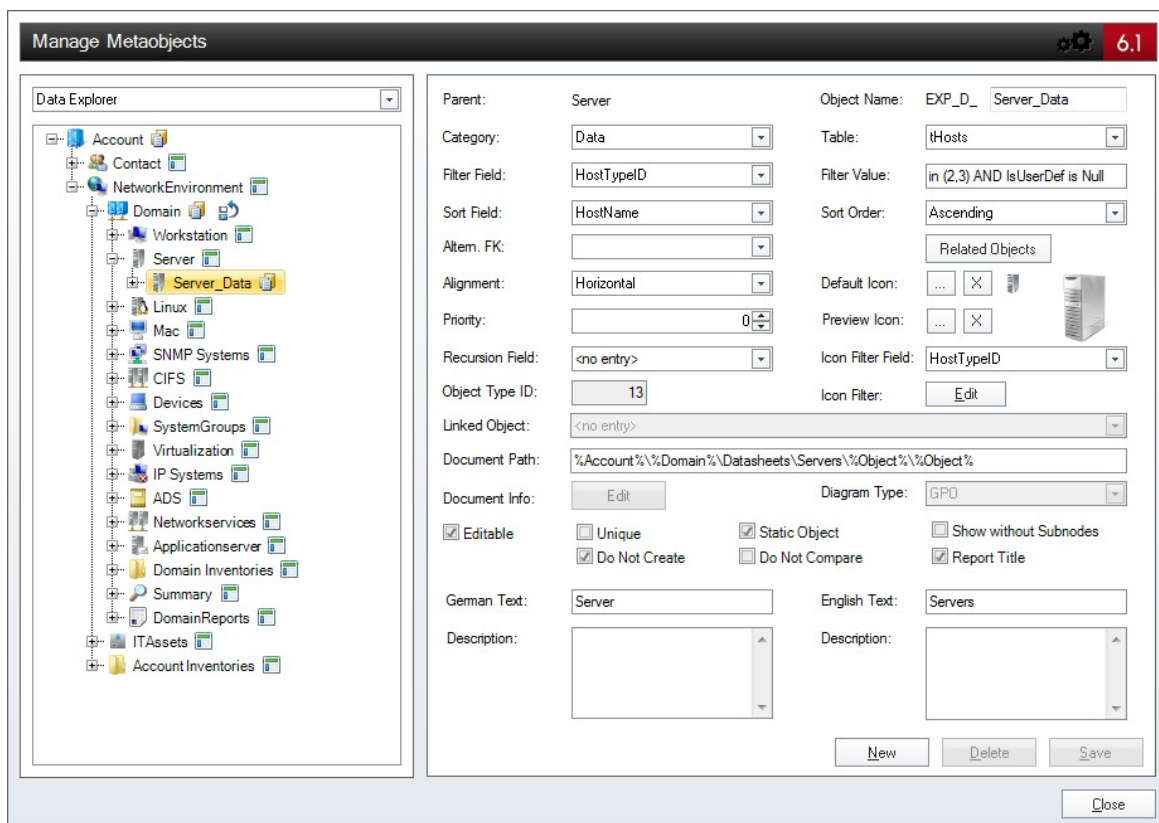 Manage Metaobjects
6.1
Data Explorer
Account
Contact
NetworkEnvironment
Domain
Workstation
Server
Server_Data
Linux
Mac
SNMP Systems
CIFS
Devices
SystemGroups
Virtualization
IP Systems
ADS
Networkservices
Applicationserver
Domain Inventories
Summary
DomainReports
ITAssets
Account Inventories
Parent: Server Object Name: EXP_D_ Server_Data
Category: Data Table: tHosts
Filter Field: HostTypeID Filter Value: in (2,3) AND IsUserDef is Null
Sort Field: HostName Sort Order: Ascending
Altern. FK: Related Objects
Alignment: Horizontal Default Icon: ... X
Priority: 0 Preview Icon: ... X
Recursion Field: <no entry> Icon Filter Field: HostTypeID
Object Type ID: 13 Icon Filter: Edit
Linked Object: <no entry>
Document Path: %Account%\%Domain%\Datasheets\Servers\%Object%\%Object%
Document Info: Edit Diagram Type: GPO
Editable Unique Static Object Show without Subnodes
Do Not Create Do Not Compare Report Title
German Text: Server English Text: Servers
Description: Description:
New Delete Save
Close